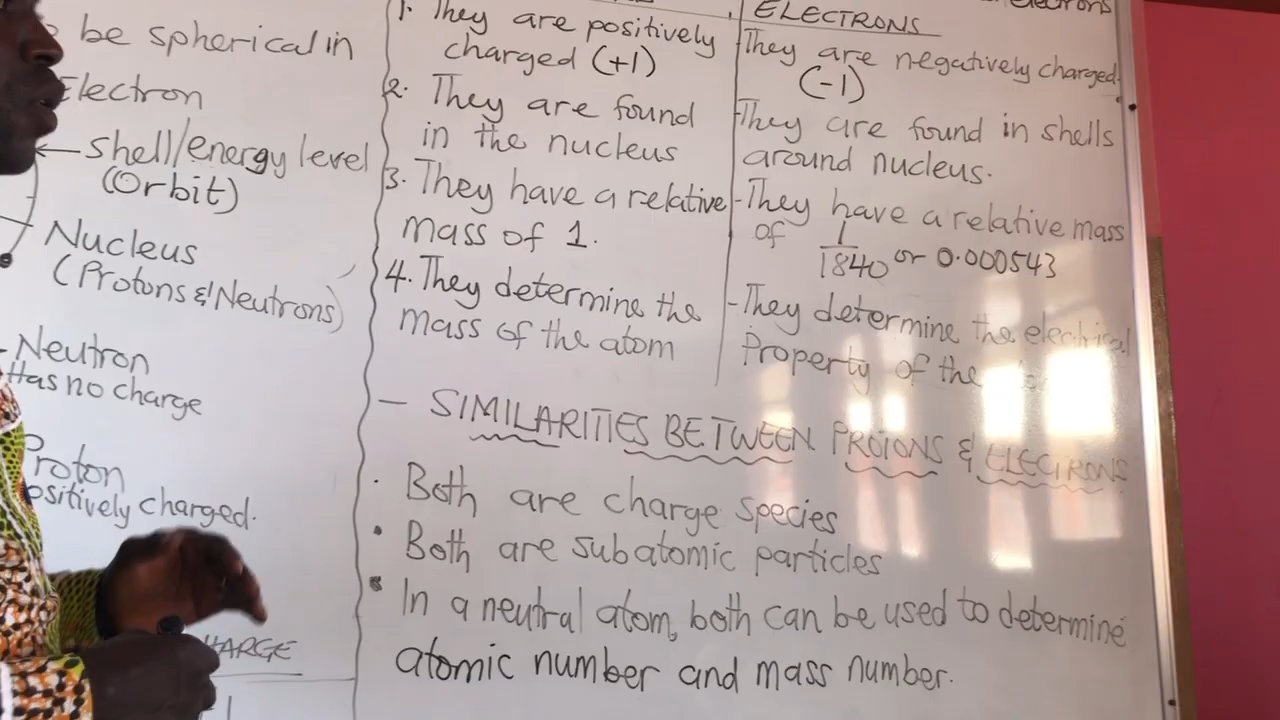 be spherical in
Electron
shell/energy level
(Orbit)
Nucleus
(Protons & Neutrons)
Neutron
Has no charge
Proton
ositively charged.
HARGE
1. They are positively
charged (+1)
2. They are found
in the nucleus
3. They have a relative
mass of 1.
4. They determine the
mass of the atom
electrons
ELECTRONS
They are negatively charged.
(-1)
They are found in shells
around nucleus.
- They have a relative mass
of 1/1840 or 0.000543
- They determine the electrical
Property of the
- SIMILARITIES BETWEEN PROTONS & ELECTRONS
· Both are charge species
• Both are subatomic particles
• In a neutral atom, both can be used to determine
atomic number and mass number.